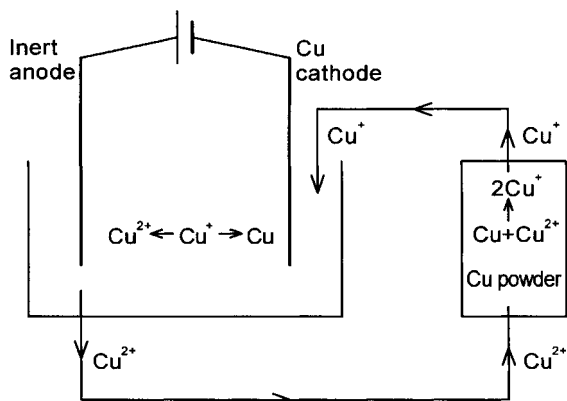 Inert
anode
Cu
cathode
Cu⁺
Cu⁺
2Cu⁺
Cu²⁺ ← Cu⁺ → Cu
Cu+Cu²⁺
Cu powder
Cu²⁺
Cu²⁺